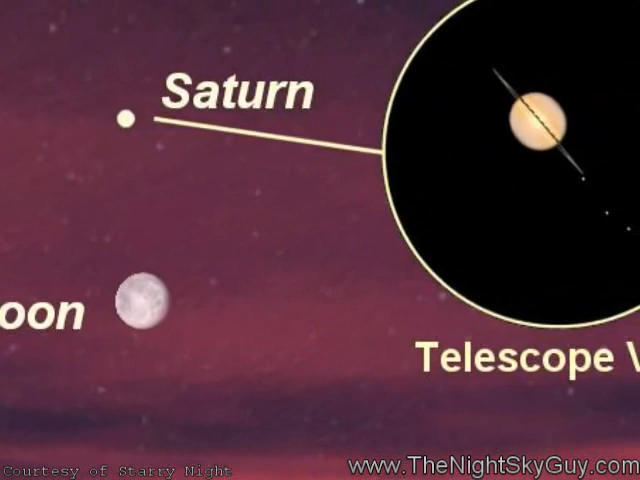 Saturn
oon
Telescope V
Courtesy of Starry Night
www.TheNightSkyGuy.com